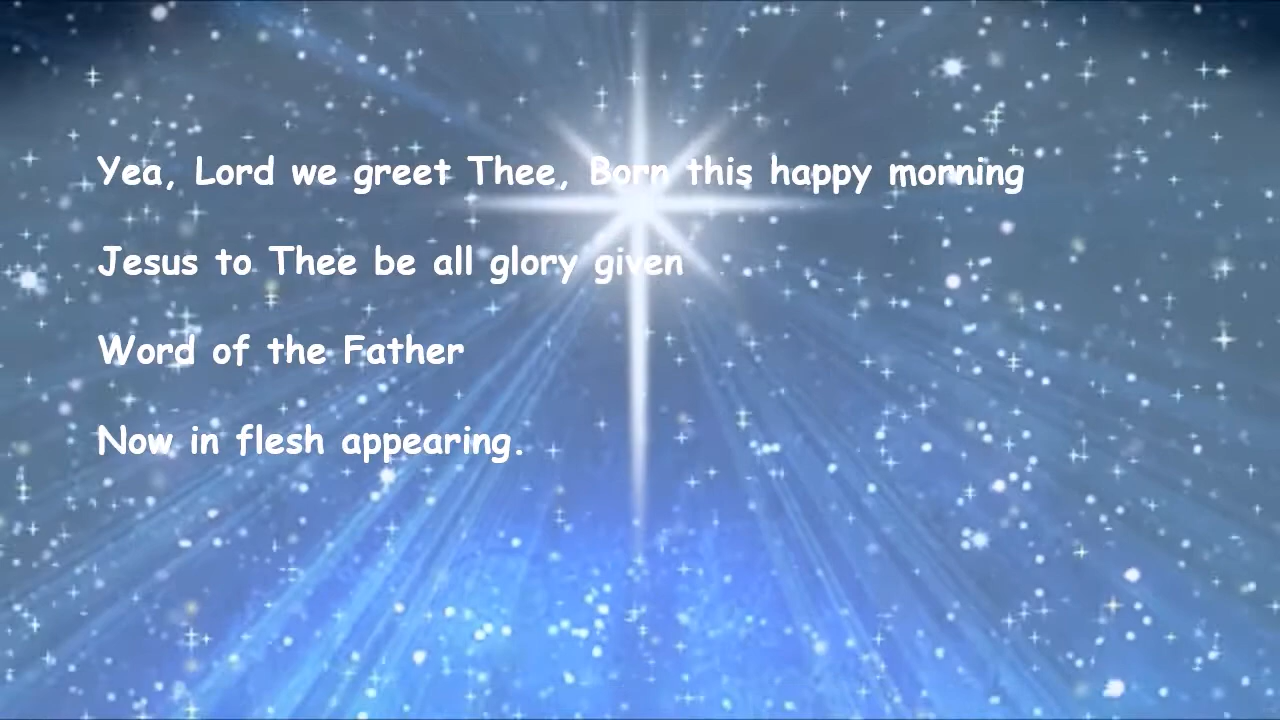 Yea, Lord we greet Thee, Born this happy morning
Jesus to Thee be all glory given
Word of the Father
Now in flesh appearing.